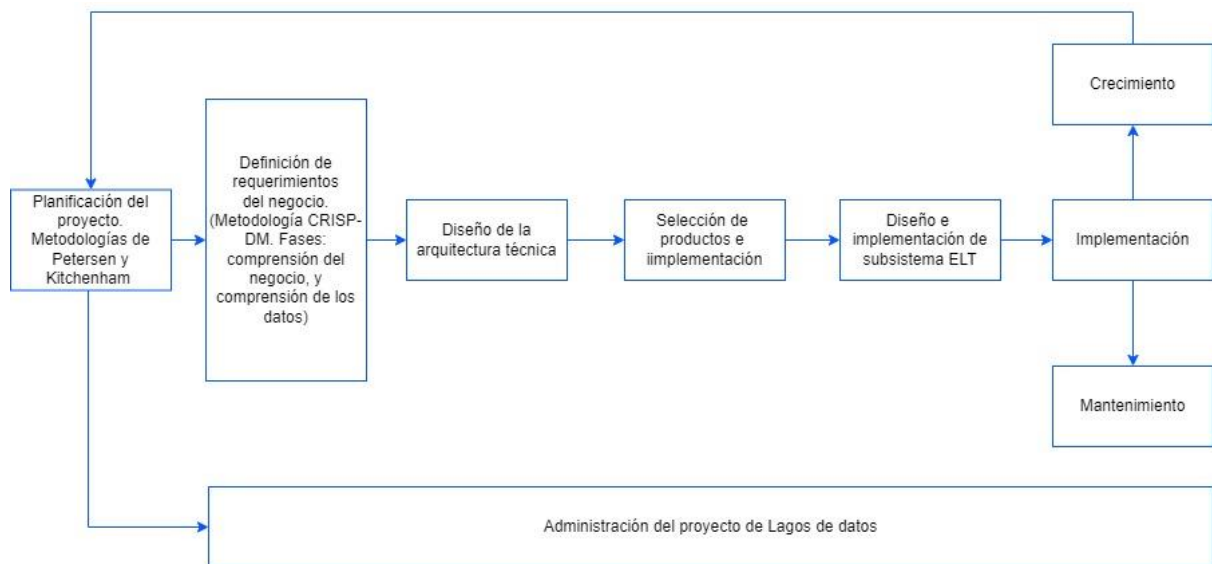 Crecimiento
Planificación del
proyecto.
Metodologías de
Petersen y
Kitchenham
Definición de
requerimientos
del negocio.
(Metodología CRISP-
DM. Fases:
comprensión del
negocio, y
comprensión de los
datos)
Diseño de la
arquitectura técnica
Selección de
productos e
iimplementación
Diseño e
implementación de
subsistema ELT
Implementación
Mantenimiento
Administración del proyecto de Lagos de datos